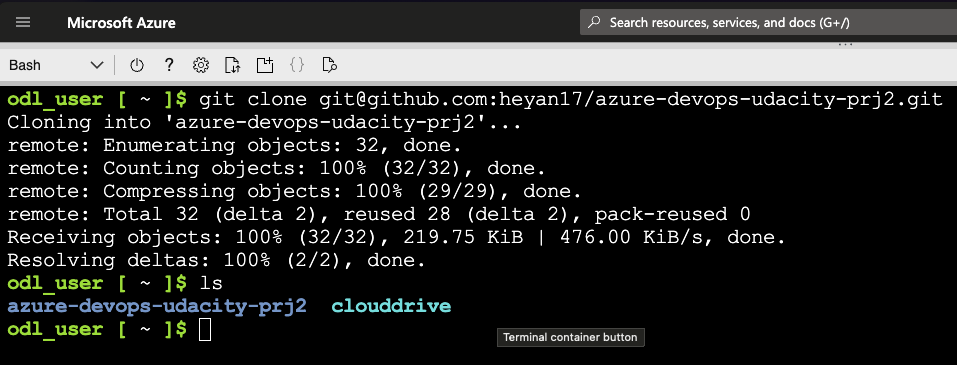 Microsoft Azure
Search resources, services, and docs (G+/)
Bash
odl_user [ ~ ]$ git clone git@github.com:heyan17/azure-devops-udacity-prj2.git
Cloning into 'azure-devops-udacity-prj2'...
remote: Enumerating objects: 32, done.
remote: Counting objects: 100% (32/32), done.
remote: Compressing objects: 100% (29/29), done.
remote: Total 32 (delta 2), reused 28 (delta 2), pack-reused 0
Receiving objects: 100% (32/32), 219.75 KiB | 476.00 KiB/s, done.
Resolving deltas: 100% (2/2), done.
odl_user [ ~ ]$ ls
azure-devops-udacity-prj2  clouddrive
odl_user [ ~ ]$
Terminal container button